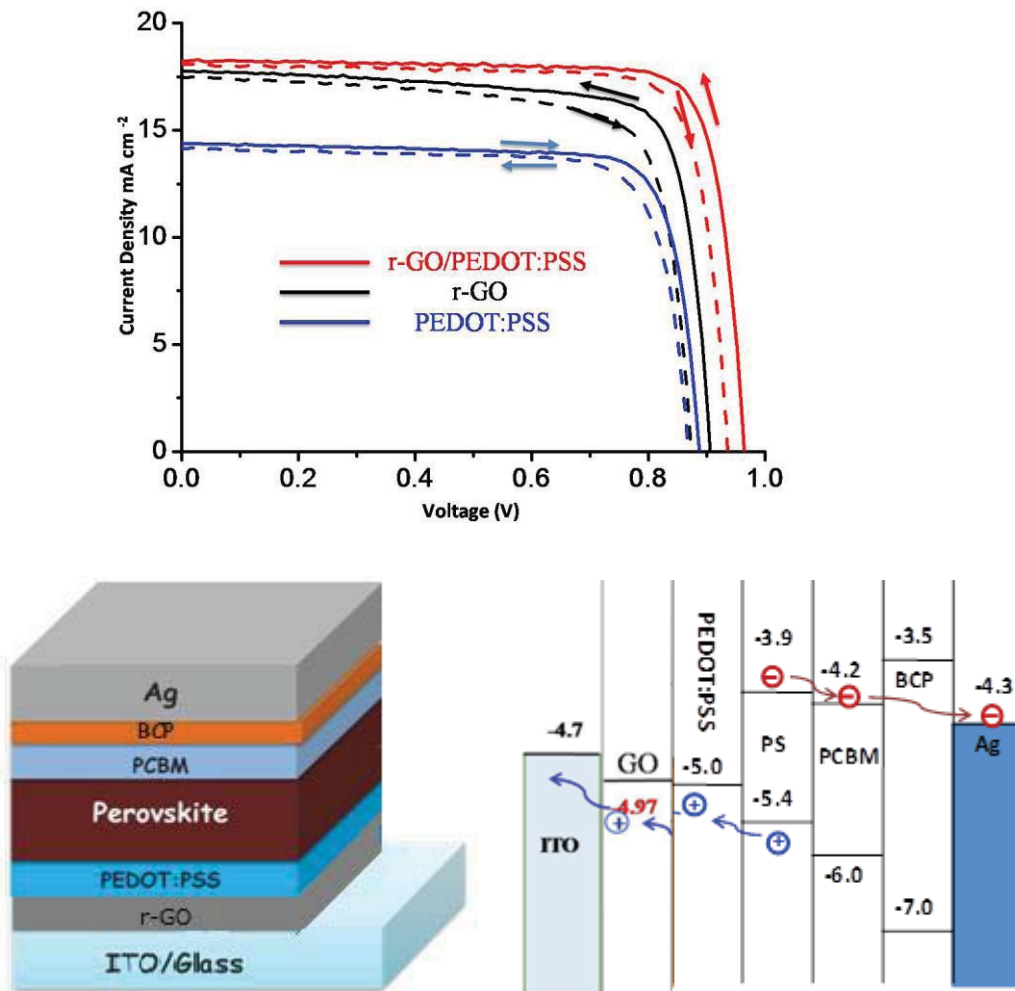 20
15
10
5
0
Current Density mA cm⁻²
r-GO/PEDOT:PSS
r-GO
PEDOT:PSS
0.0 0.2 0.4 0.6 0.8 1.0
Voltage (V)
Ag
BCP
PCBM
Perovskite
PEDOT:PSS
r-GO
ITO/Glass
-4.7
ITO
GO
-4.97
PEDOT:PSS
-5.0
-3.9
PS
-5.4
-4.2
PCBM
-6.0
-3.5
BCP
-7.0
-4.3
Ag